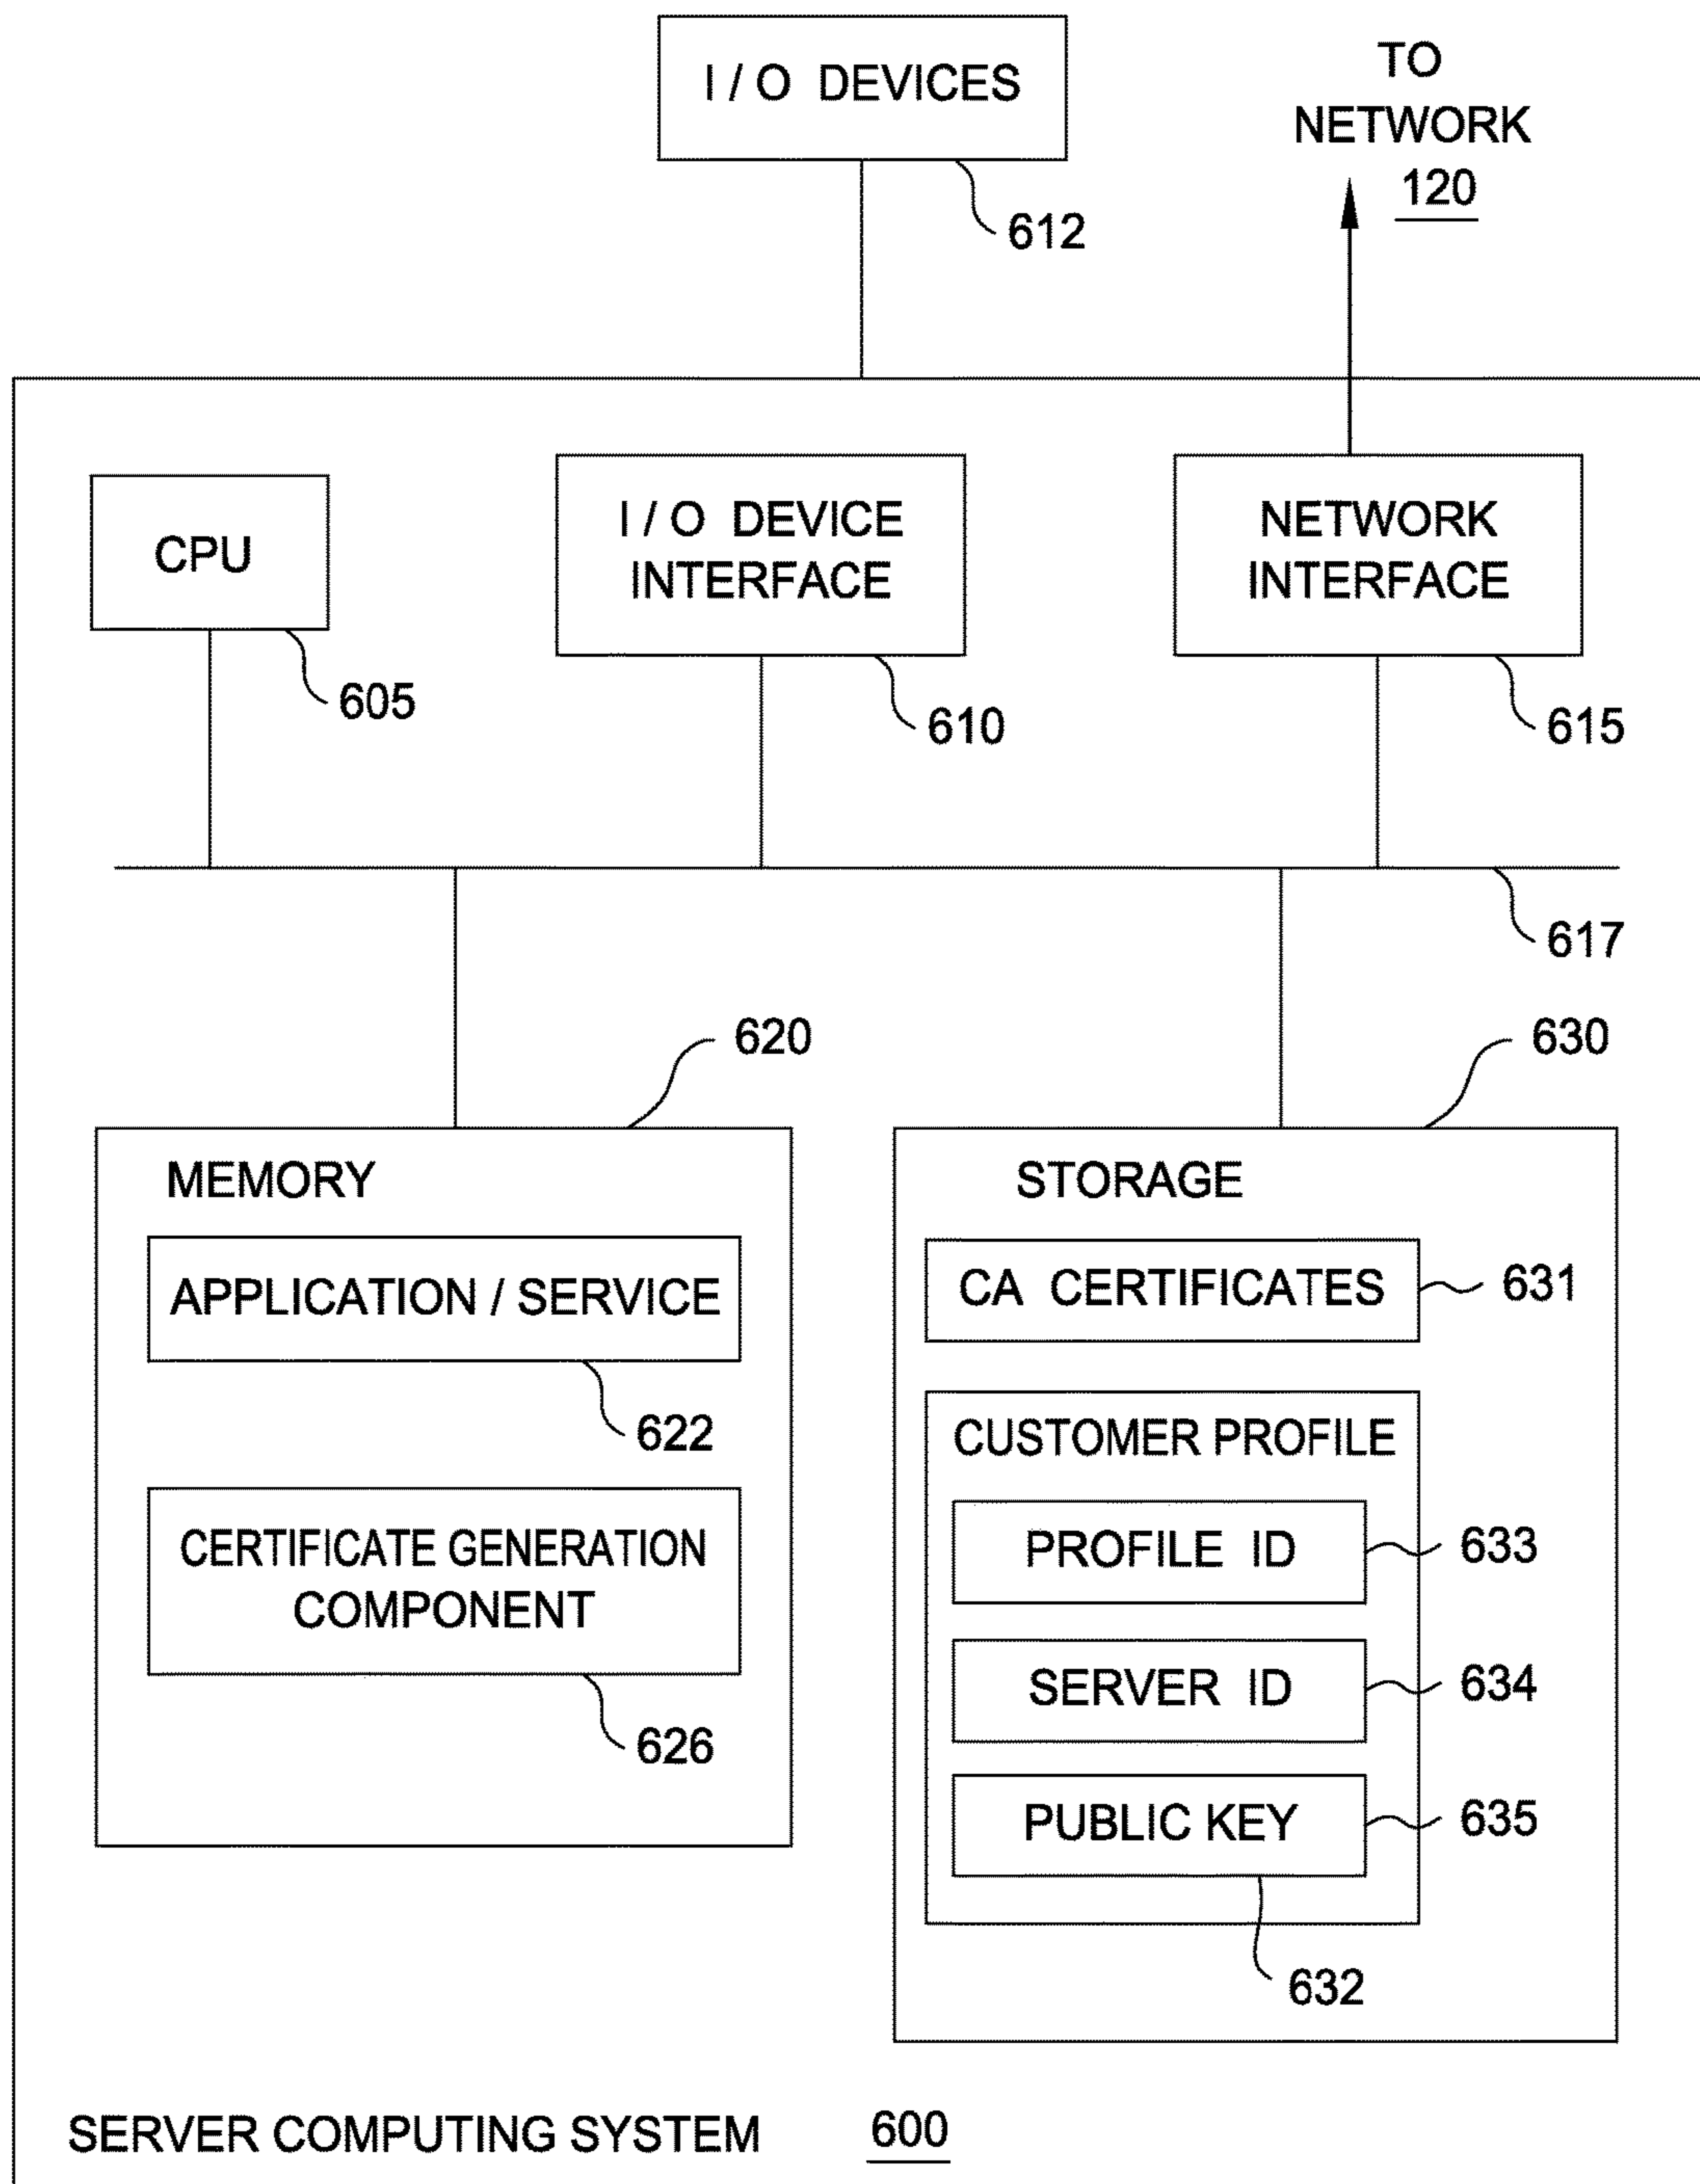 I / O DEVICES
612
TO
NETWORK
120
CPU
605
I / O DEVICE
INTERFACE
610
NETWORK
INTERFACE
615
617
620
MEMORY
APPLICATION / SERVICE
622
CERTIFICATE GENERATION
COMPONENT
626
630
STORAGE
CA CERTIFICATES
631
CUSTOMER PROFILE
PROFILE ID
633
SERVER ID
634
PUBLIC KEY
635
632
SERVER COMPUTING SYSTEM 600